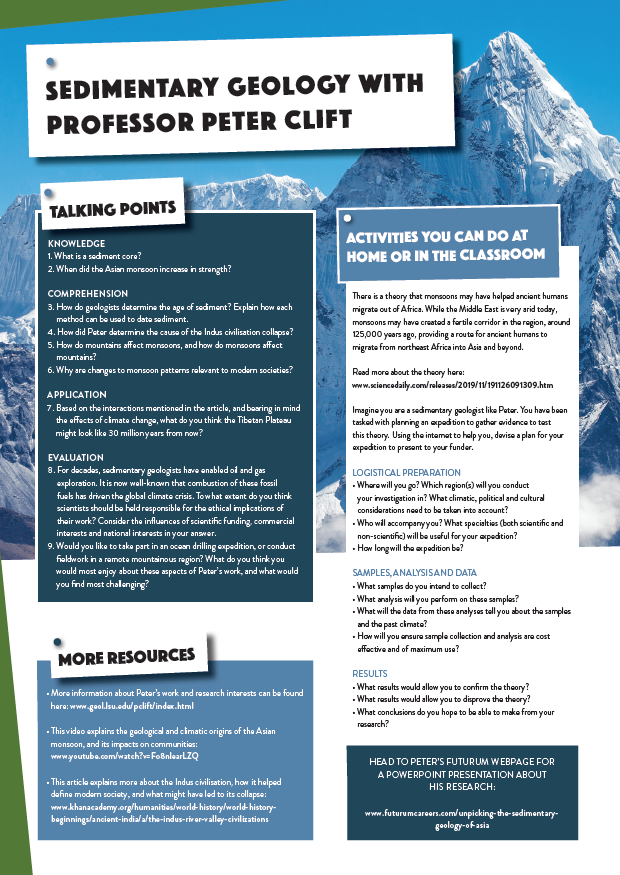 SEDIMENTARY GEOLOGY WITH
PROFESSOR PETER CLIFT
TALKING POINTS
KNOWLEDGE
1. What is a sediment core?
2. When did the Asian monsoon increase in strength?
COMPREHENSION
3. How do geologists determine the age of sediment? Explain how each
method can be used to date sediment.
4. How did Peter determine the cause of the Indus civilisation collapse?
5. How do mountains affect monsoons, and how do monsoons affect
mountains?
6. Why are changes to monsoon patterns relevant to modern societies?
APPLICATION
7. Based on the interactions mentioned in the article, and bearing in mind
the effects of climate change, what do you think the Tibetan Plateau
might look like 30 million years from now?
EVALUATION
8. For decades, sedimentary geologists have enabled oil and gas
exploration. It is now well-known that combustion of these fossil
fuels has driven the global climate crisis. To what extent do you think
scientists should be held responsible for the ethical implications of
their work? Consider the influences of scientific funding, commercial
interests and national interests in your answer.
9. Would you like to take part in an ocean drilling expedition, or conduct
fieldwork in a remote mountainous region? What do you think you
would most enjoy about these aspects of Peter's work, and what would
you find most challenging?
MORE RESOURCES
• More information about Peter's work and research interests can be found
here: www.geol.lsu.edu/pclift/index.html
• This video explains the geological and climatic origins of the Asian
monsoon, and its impacts on communities:
www.youtube.com/watch?v=Fo8nlearLZQ
• This article explains more about the Indus civilisation, how it helped
define modern society, and what might have led to its collapse:
www.khanacademy.org/humanities/world-history/world-history-
beginnings/ancient-india/a/the-indus-river-valley-civilizations
ACTIVITIES YOU CAN DO AT
HOME OR IN THE CLASSROOM
There is a theory that monsoons may have helped ancient humans
migrate out of Africa. While the Middle East is very arid today,
monsoons may have created a fertile corridor in the region, around
125,000 years ago, providing a route for ancient humans to
migrate from northeast Africa into Asia and beyond.
Read more about the theory here:
www.sciencedaily.com/releases/2019/11/191126091309.htm
Imagine you are a sedimentary geologist like Peter. You have been
tasked with planning an expedition to gather evidence to test
this theory. Using the internet to help you, devise a plan for your
expedition to present to your funder.
LOGISTICAL PREPARATION
• Where will you go? Which region(s) will you conduct
your investigation in? What climatic, political and cultural
considerations need to be taken into account?
• Who will accompany you? What specialties (both scientific and
non-scientific) will be useful for your expedition?
• How long will the expedition be?
SAMPLES, ANALYSIS AND DATA
• What samples do you intend to collect?
• What analysis will you perform on these samples?
• What will the data from these analyses tell you about the samples
and the past climate?
• How will you ensure sample collection and analysis are cost
effective and of maximum use?
RESULTS
• What results would allow you to confirm the theory?
• What results would allow you to disprove the theory?
• What conclusions do you hope to be able to make from your
research?
HEAD TO PETER'S FUTURUM WEBPAGE FOR
A POWERPOINT PRESENTATION ABOUT
HIS RESEARCH:
www.futurumcareers.com/unpicking-the-sedimentary-
geology-of-asia